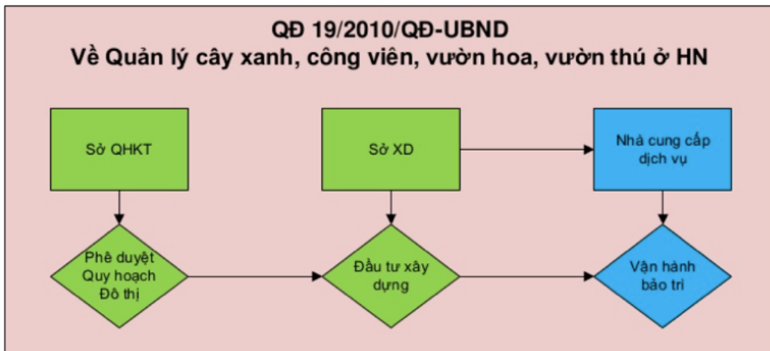 QĐ 19/2010/QĐ-UBND
Về Quản lý cây xanh, công viên, vườn hoa, vườn thú ở HN
Sở QHKT
Sở XD
Nhà cung cấp
dịch vụ
Phê duyệt
Quy hoạch
Đô thị
Đầu tư xây
dựng
Vận hành
bảo trì